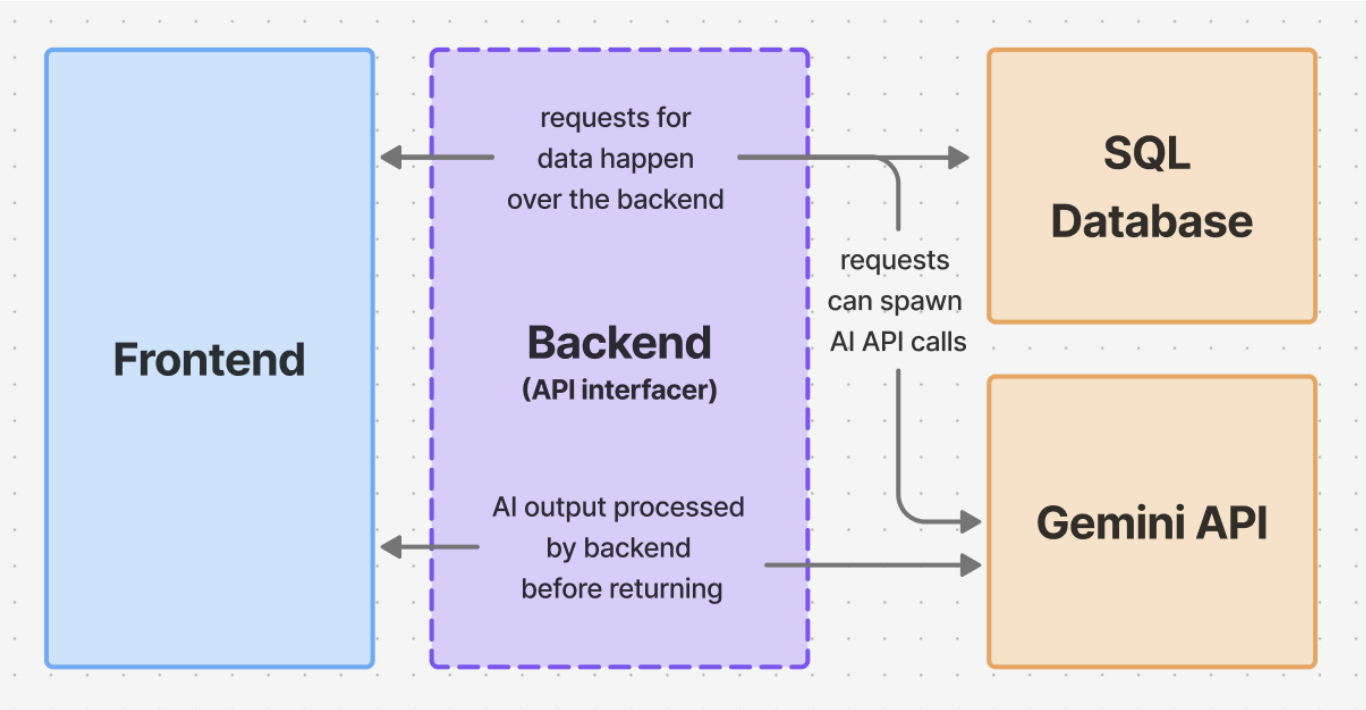 Frontend
requests for
data happen
over the backend
Backend
(API interfacer)
AI output processed
by backend
before returning
requests
can spawn
AI API calls
SQL
Database
Gemini API